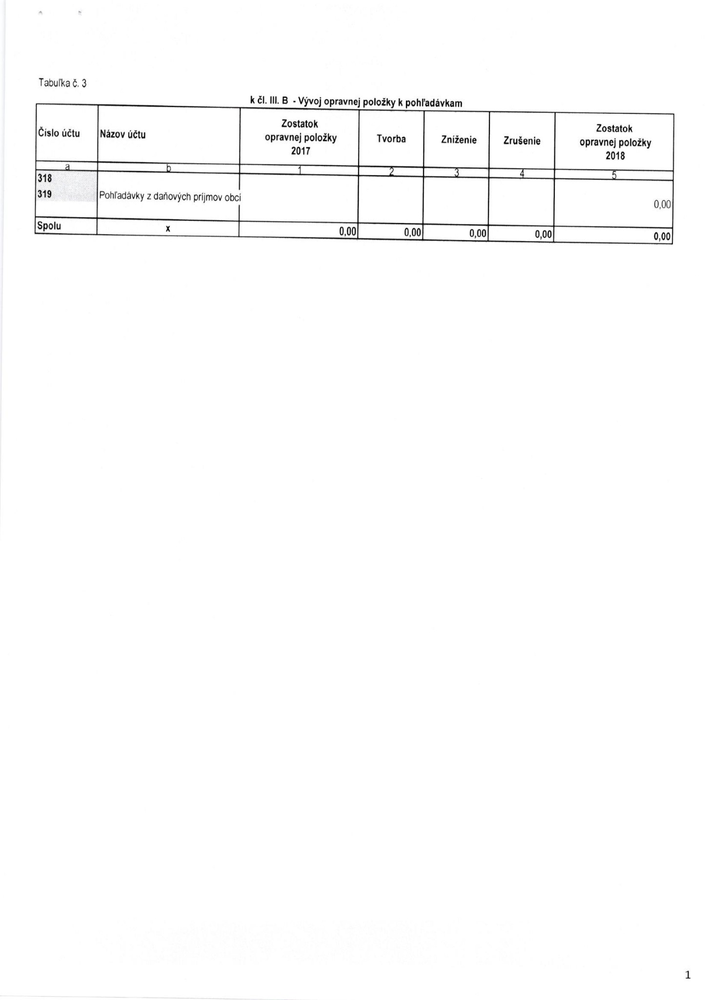 Tabuľka č. 3
k čl. III. B - Vývoj opravnej položky k pohľadávkam
Číslo účtu Názov účtu Zostatok opravnej položky 2017 Tvorba Zníženie Zrušenie Zostatok opravnej položky 2018
a b 1 2 3 4 5
318
319 Pohľadávky z daňových príjmov obcí 0,00
Spolu x 0,00 0,00 0,00 0,00 0,00
1